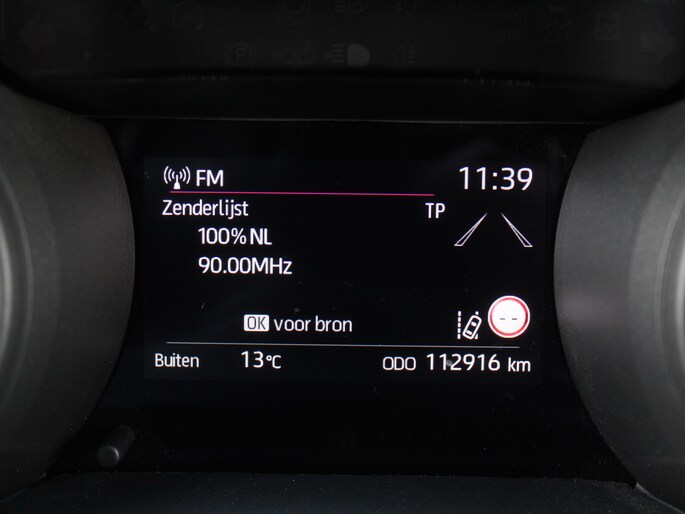 FM 11:39
Zenderlijst TP
100% NL
90.00MHz
OK voor bron
--
Buiten 13°C ODO 112916 km